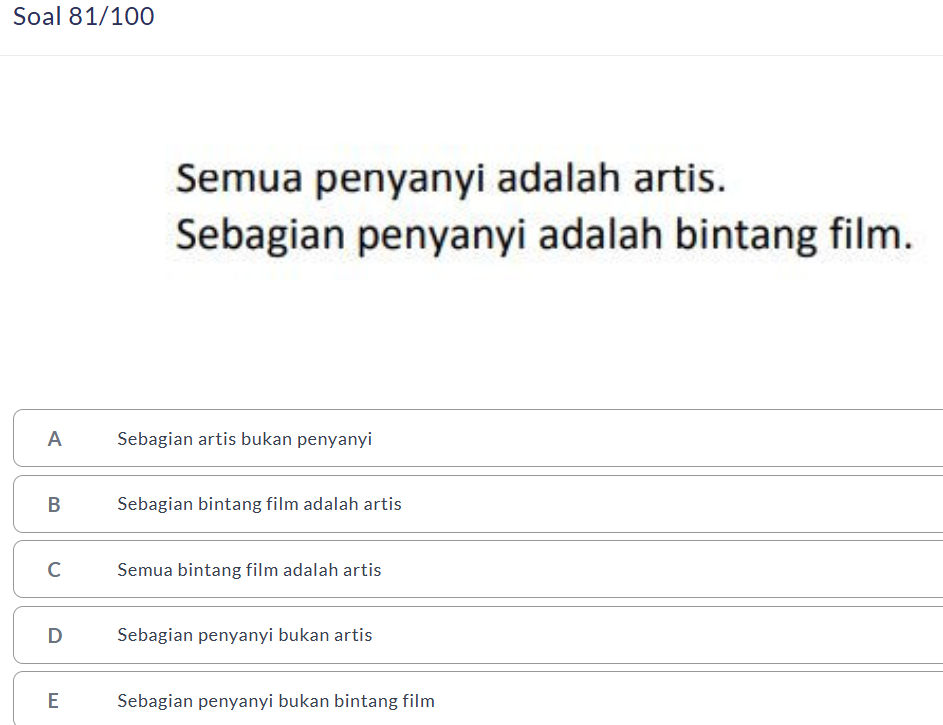 Soal 81/100
Semua penyanyi adalah artis.
Sebagian penyanyi adalah bintang film.
A Sebagian artis bukan penyanyi
B Sebagian bintang film adalah artis
C Semua bintang film adalah artis
D Sebagian penyanyi bukan artis
E Sebagian penyanyi bukan bintang film